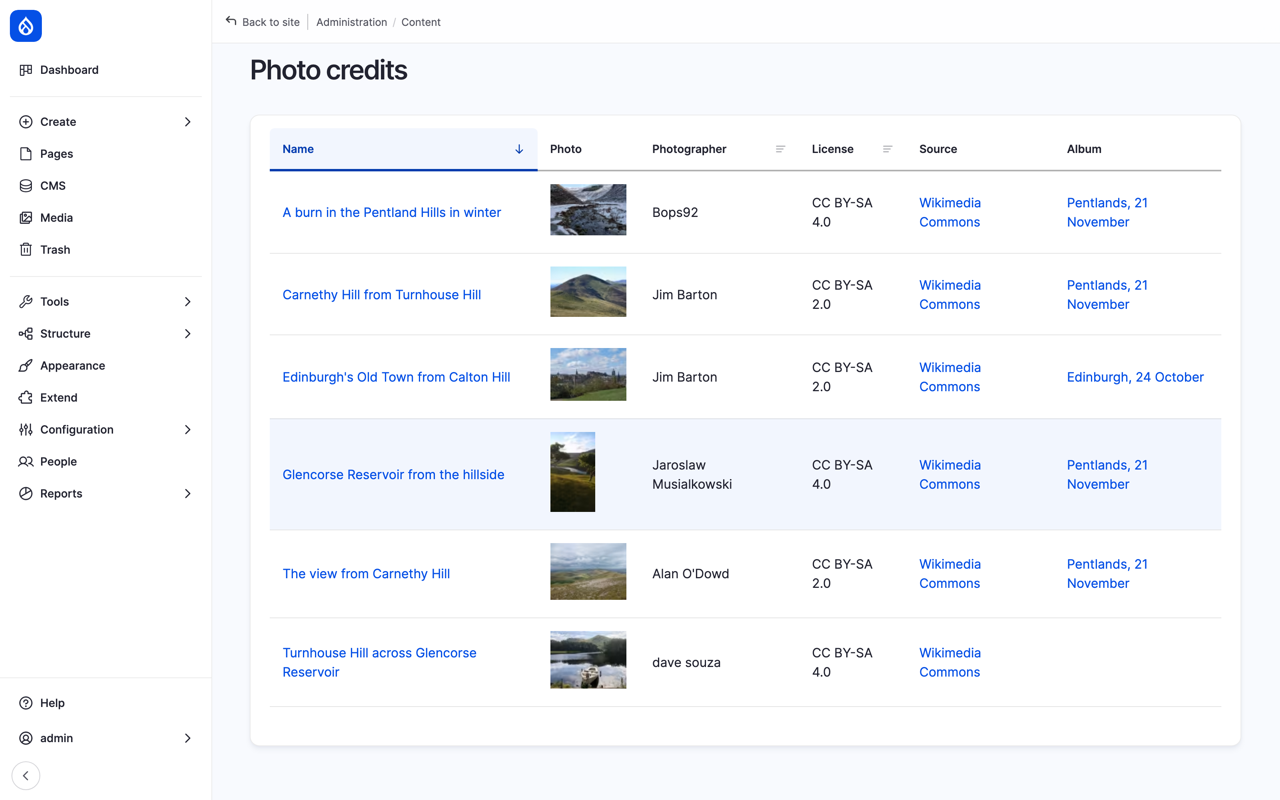 Back to site
Administration / Content
Dashboard
Create
Pages
CMS
Media
Trash
Tools
Structure
Appearance
Extend
Configuration
People
Reports
Help
admin
Photo credits
Name
Photo
Photographer
License
Source
Album
A burn in the Pentland Hills in winter
Bops92
CC BY-SA
4.0
Wikimedia
Commons
Pentlands, 21
November
Carnethy Hill from Turnhouse Hill
Jim Barton
CC BY-SA
2.0
Wikimedia
Commons
Pentlands, 21
November
Edinburgh's Old Town from Calton Hill
Jim Barton
CC BY-SA
2.0
Wikimedia
Commons
Edinburgh, 24 October
Glencorse Reservoir from the hillside
Jaroslaw
Musialkowski
CC BY-SA
4.0
Wikimedia
Commons
Pentlands, 21
November
The view from Carnethy Hill
Alan O'Dowd
CC BY-SA
2.0
Wikimedia
Commons
Pentlands, 21
November
Turnhouse Hill across Glencorse
Reservoir
dave souza
CC BY-SA
4.0
Wikimedia
Commons